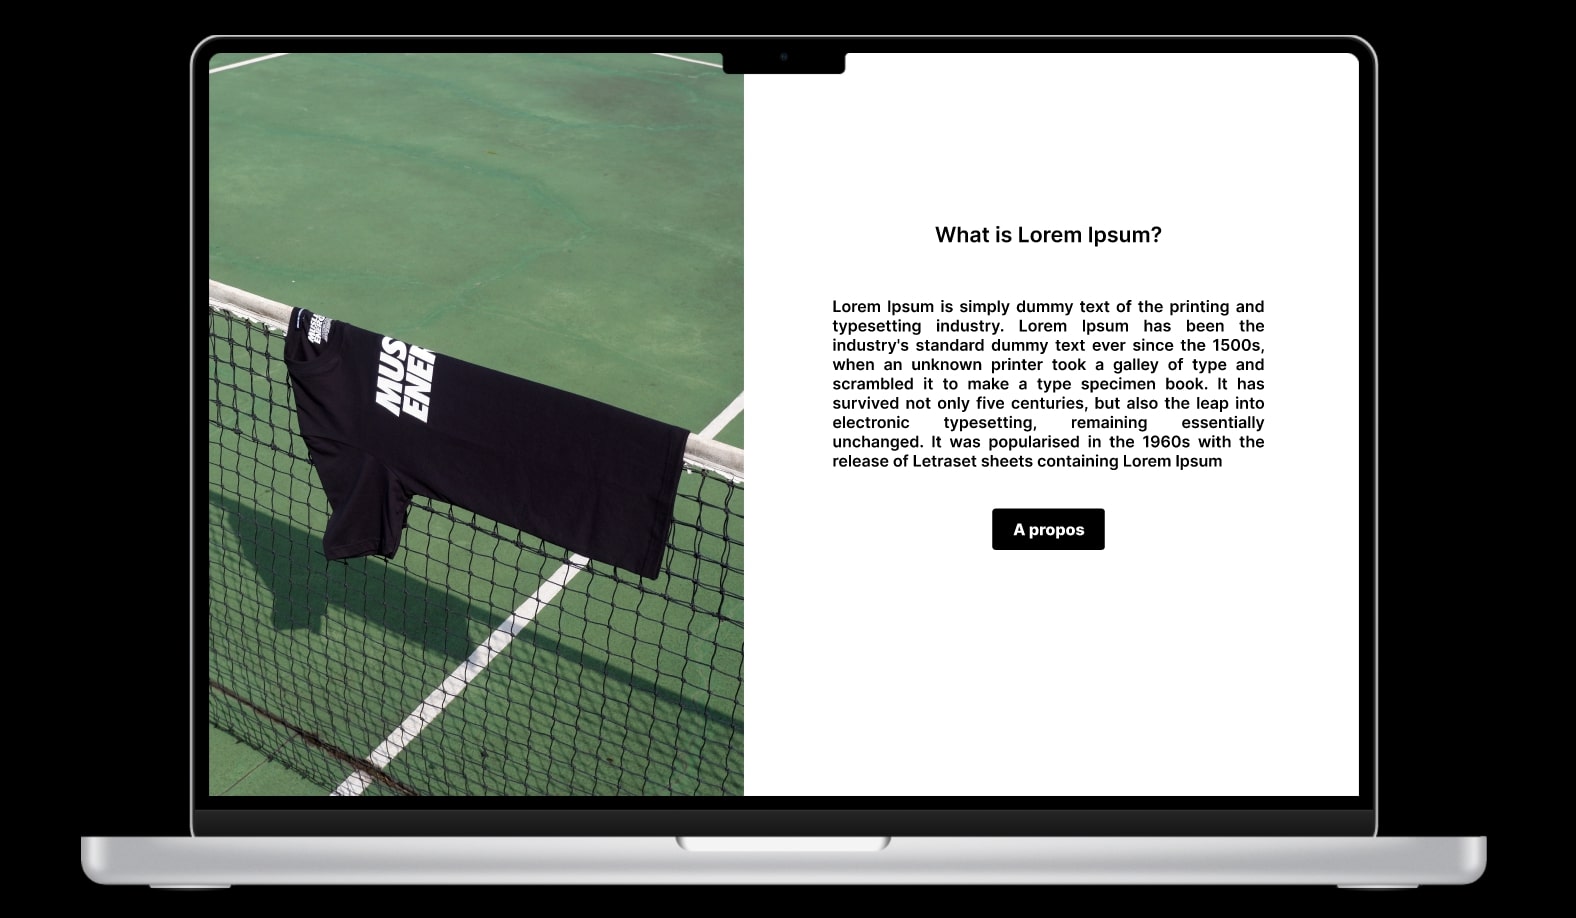 MUS
ENE
What is Lorem Ipsum?
Lorem Ipsum is simply dummy text of the printing and
typesetting industry. Lorem Ipsum has been the
industry's standard dummy text ever since the 1500s,
when an unknown printer took a galley of type and
scrambled it to make a type specimen book. It has
survived not only five centuries, but also the leap into
electronic typesetting, remaining essentially
unchanged. It was popularised in the 1960s with the
release of Letraset sheets containing Lorem Ipsum
A propos